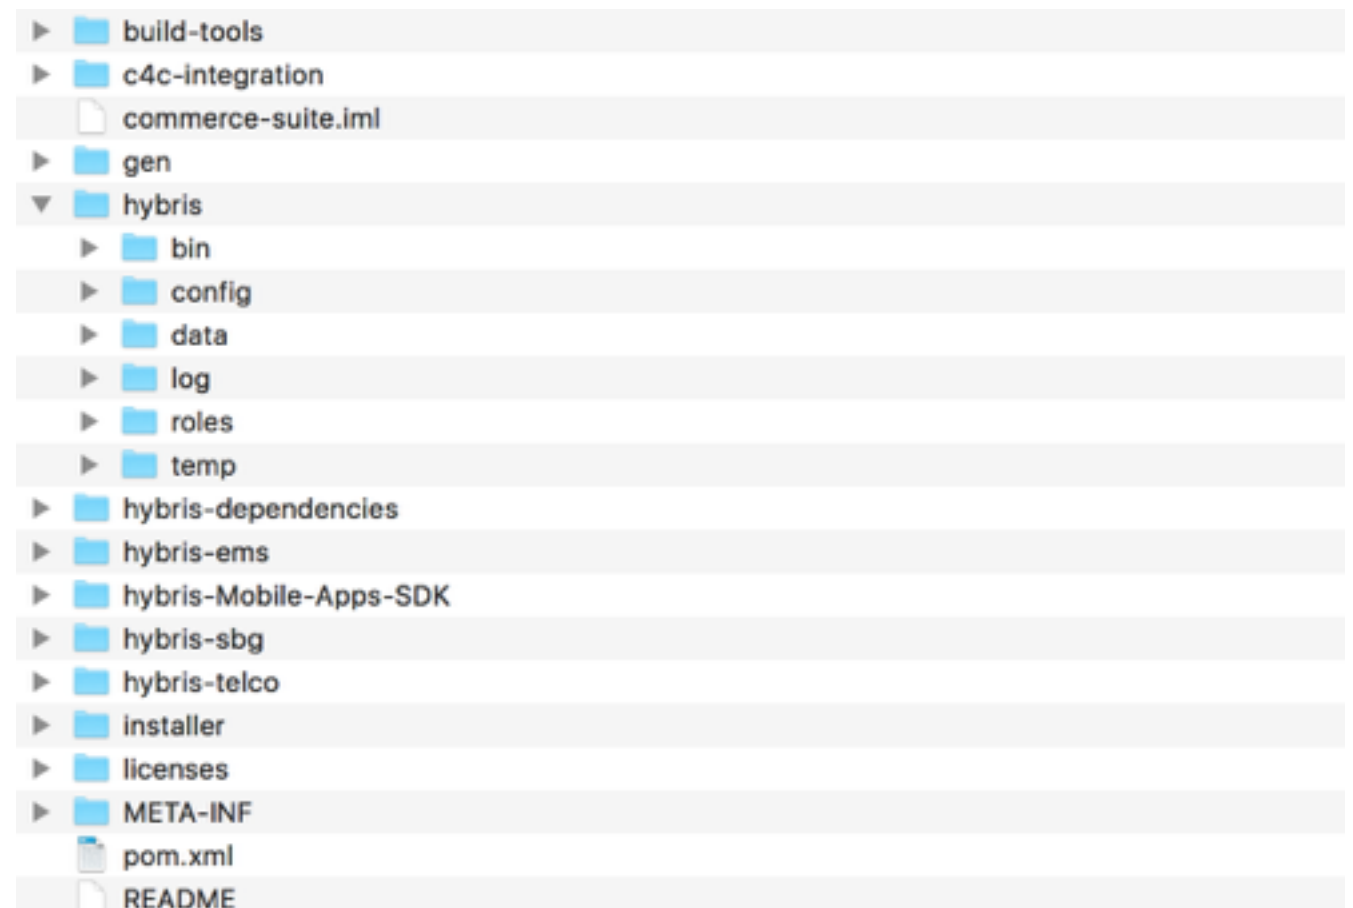 build-tools
c4c-integration
commerce-suite.iml
gen
hybris
bin
config
data
log
roles
temp
hybris-dependencies
hybris-ems
hybris-Mobile-Apps-SDK
hybris-sbg
hybris-telco
installer
licenses
META-INF
pom.xml
README